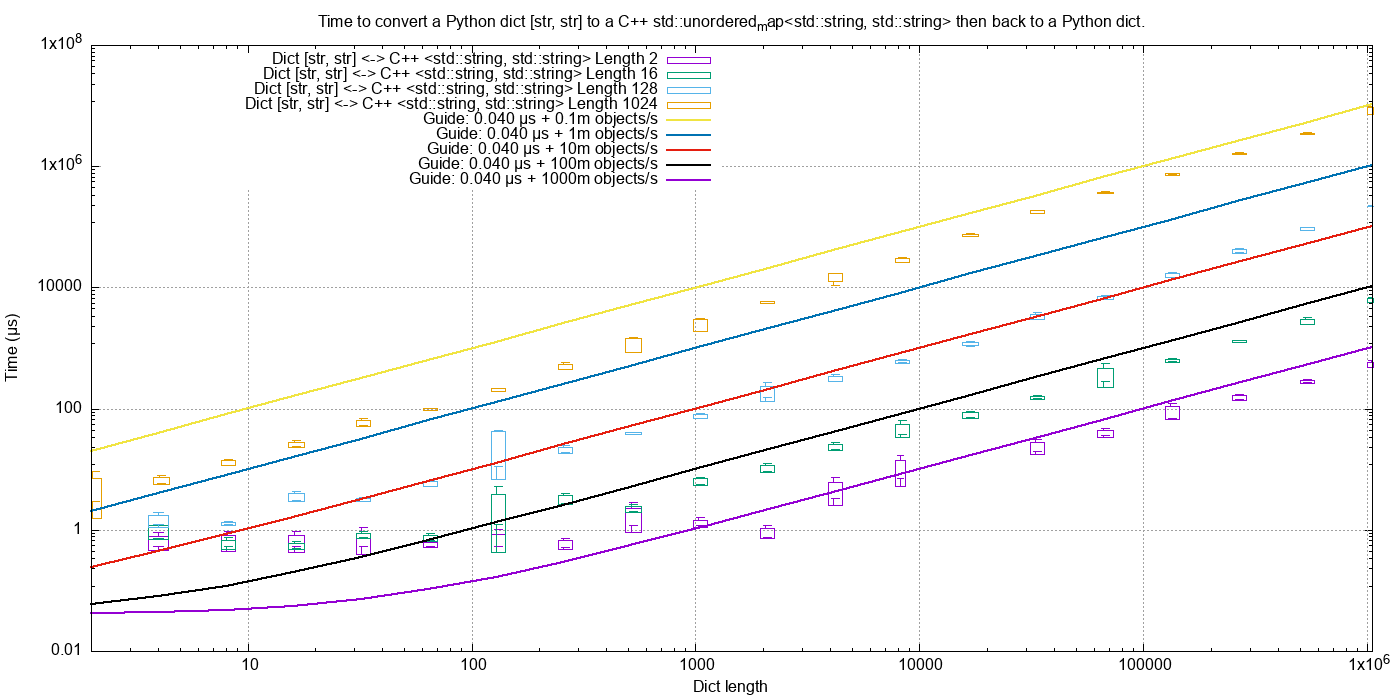 Time to convert a Python dict [str, str] to a C++ std::unordered_map<std::string, std::string> then back to a Python dict.
1x10^8
Dict [str, str] <-> C++ <std::string, std::string> Length 2
Dict [str, str] <-> C++ <std::string, std::string> Length 16
Dict [str, str] <-> C++ <std::string, std::string> Length 128
Dict [str, str] <-> C++ <std::string, std::string> Length 1024
Guide: 0.040 µs + 0.1m objects/s
Guide: 0.040 µs + 1m objects/s
Guide: 0.040 µs + 10m objects/s
Guide: 0.040 µs + 100m objects/s
Guide: 0.040 µs + 1000m objects/s
1x10^6
10000
Time (µs)
100
1
0.01
10 100 1000 10000 100000 1x10^6
Dict length